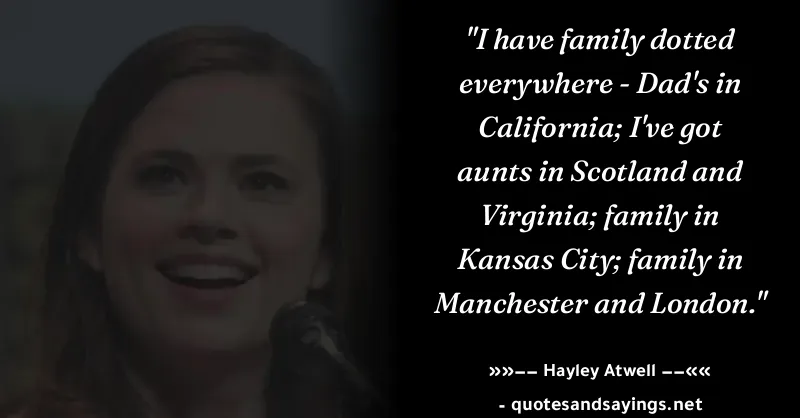 "I have family dotted
everywhere - Dad's in
California; I've got
aunts in Scotland and
Virginia; family in
Kansas City; family in
Manchester and London."
»»–– Hayley Atwell ––««
- quotesandsayings.net